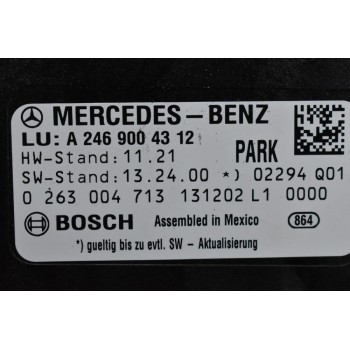 MERCEDES-BENZ
LU: A 246 900 43 12
HW-Stand: 11.21 PARK
SW-Stand: 13.24.00 *) 02294 Q01
0 263 004 713 131202 L1 0000
BOSCH Assembled in Mexico 864
*) gueltig bis zu evtl. SW - Aktualisierung